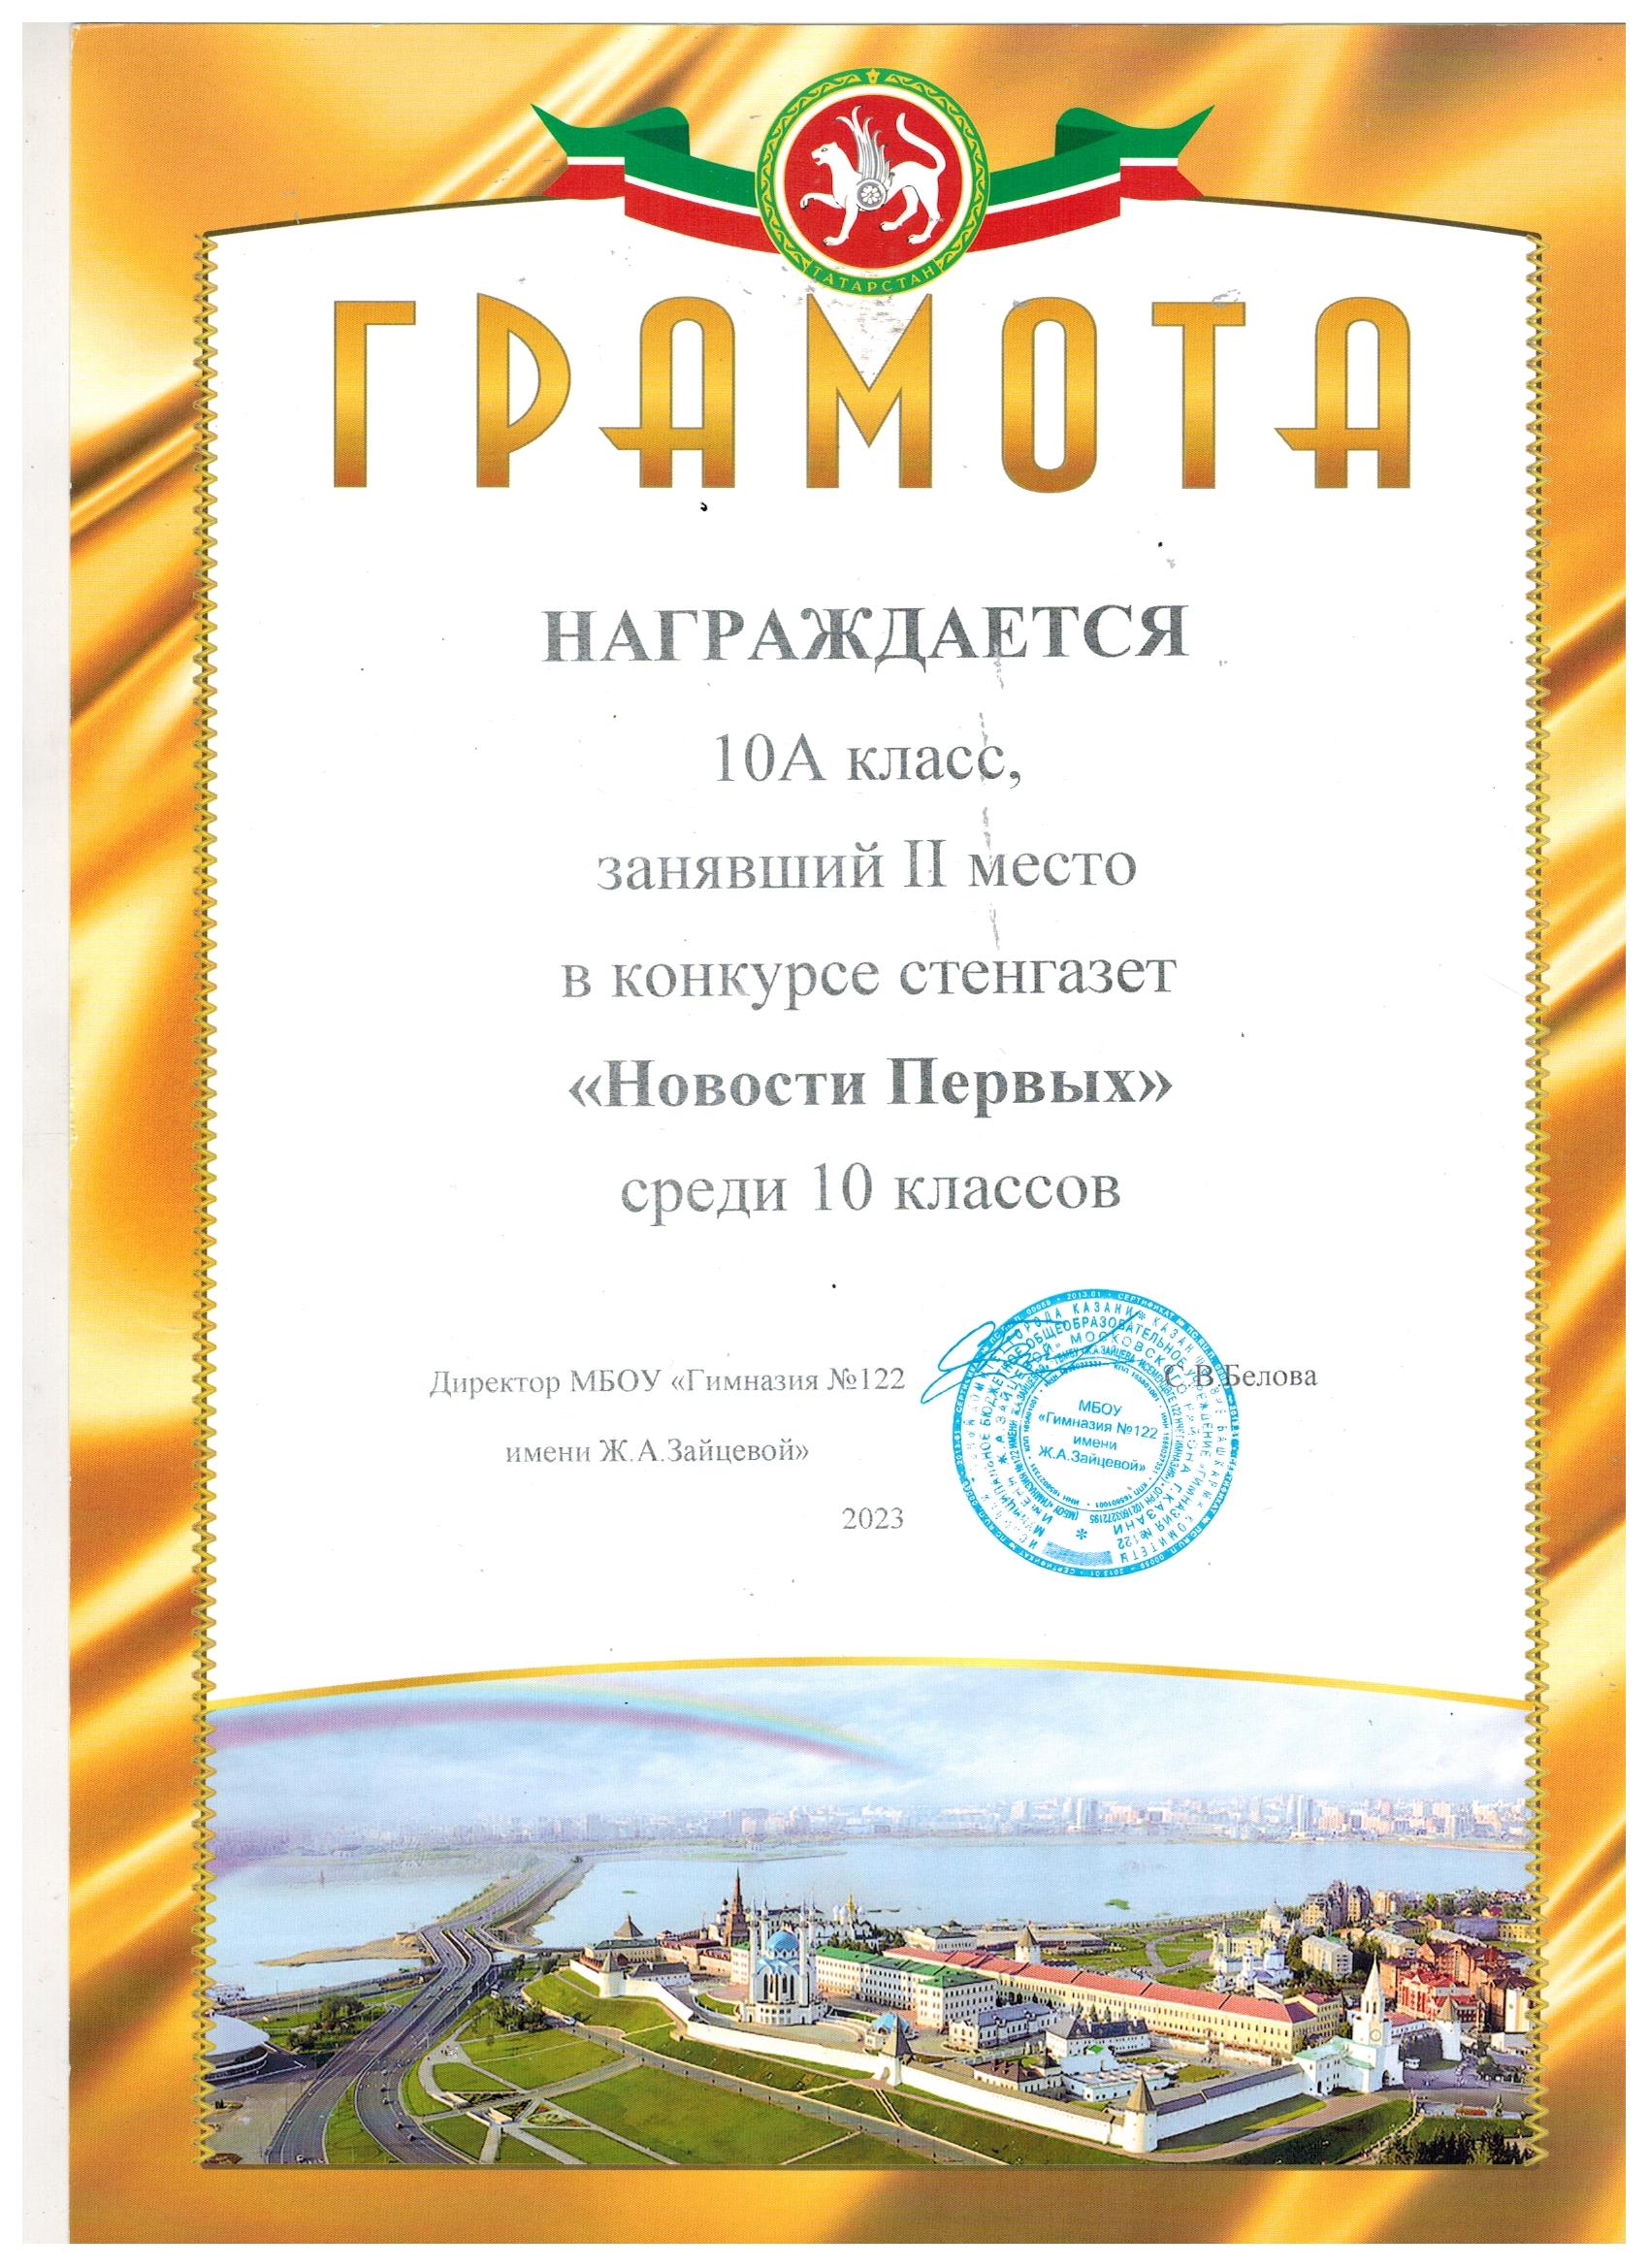 ТАТАРСТАН
ГРАМОТА
НАГРАЖДАЕТСЯ
10А класс,
занявший II место
в конкурсе стенгазет
«Новости Первых»
среди 10 классов
Директор МБОУ «Гимназия №122
С.В.Белова
имени Ж.А.Зайцевой»
2023
МБОУ
«Гимназия №122
имени
Ж.А.Зайцевой»